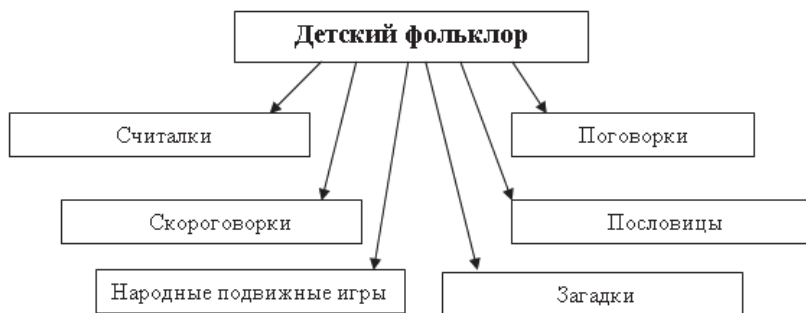 Детский фольклор
Считалки
Поговорки
Скороговорки
Пословицы
Народные подвижные игры
Загадки